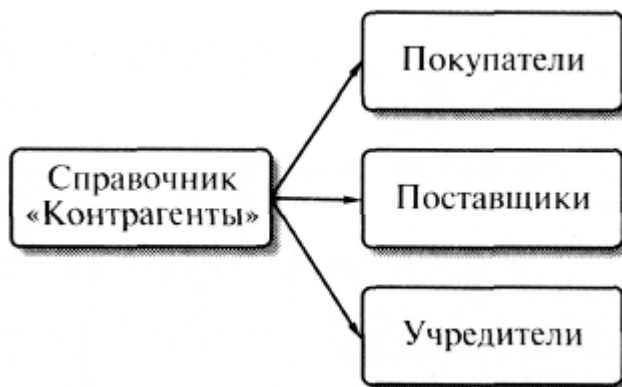 Справочник
«Контрагенты»
Покупатели
Поставщики
Учредители